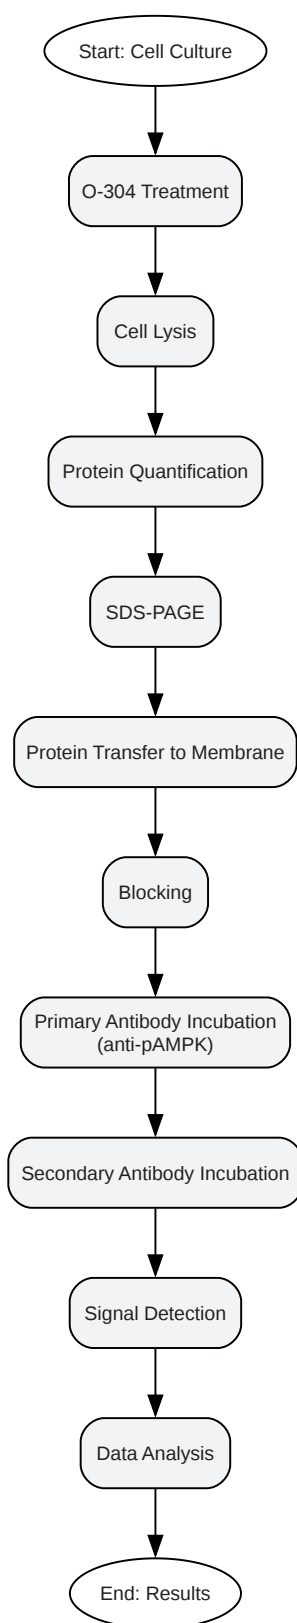 Start: Cell Culture
O-304 Treatment
Cell Lysis
Protein Quantification
SDS-PAGE
Protein Transfer to Membrane
Blocking
Primary Antibody Incubation
(anti-pAMPK)
Secondary Antibody Incubation
Signal Detection
Data Analysis
End: Results